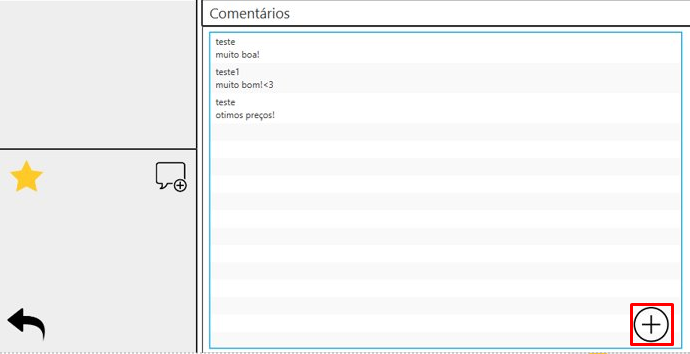 Comentários
teste
muito boa!
teste1
muito bom!<3
teste
otimos preços!